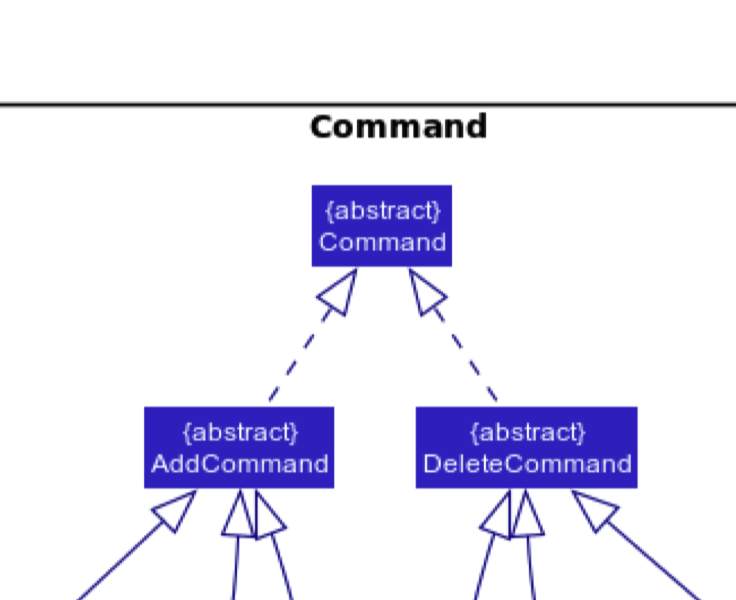 Command
{abstract}
Command
{abstract}
AddCommand
{abstract}
DeleteCommand